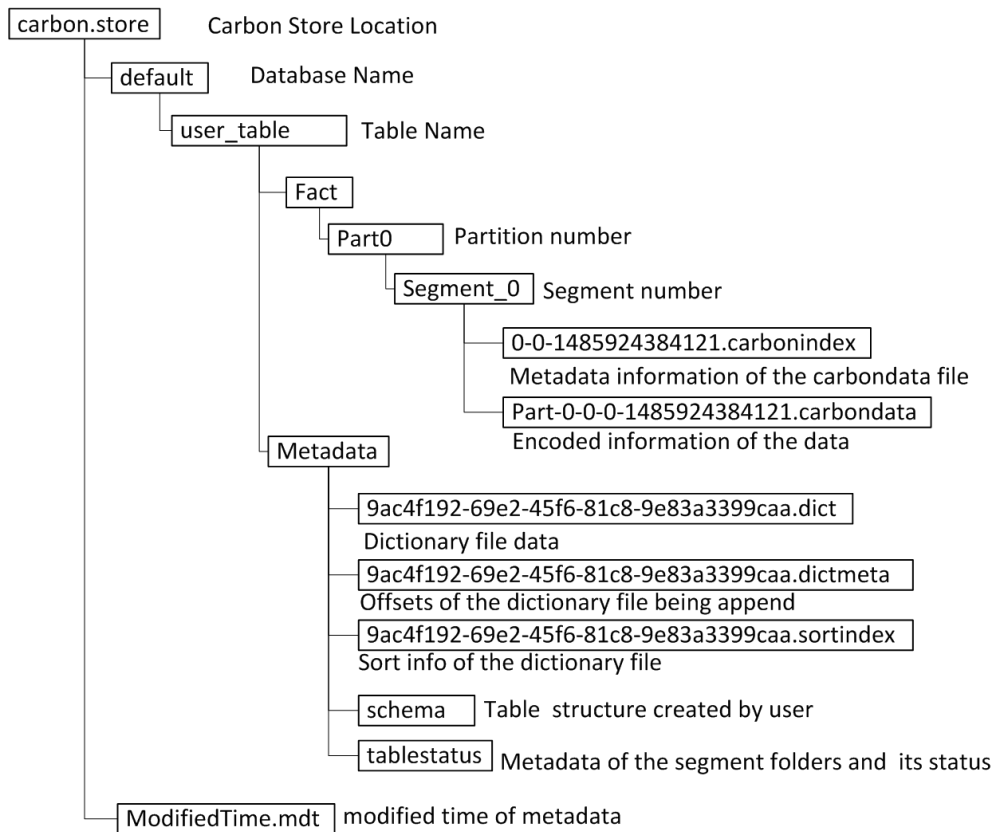 carbon.store Carbon Store Location
default Database Name
user_table Table Name
Fact
Part0 Partition number
Segment_0 Segment number
0-0-1485924384121.carbonindex
Metadata information of the carbondata file
Part-0-0-0-1485924384121.carbondata
Encoded information of the data
Metadata
9ac4f192-69e2-45f6-81c8-9e83a3399caa.dict
Dictionary file data
9ac4f192-69e2-45f6-81c8-9e83a3399caa.dictmeta
Offsets of the dictionary file being append
9ac4f192-69e2-45f6-81c8-9e83a3399caa.sortindex
Sort info of the dictionary file
schema Table structure created by user
tablestatus Metadata of the segment folders and its status
ModifiedTime.mdt modified time of metadata